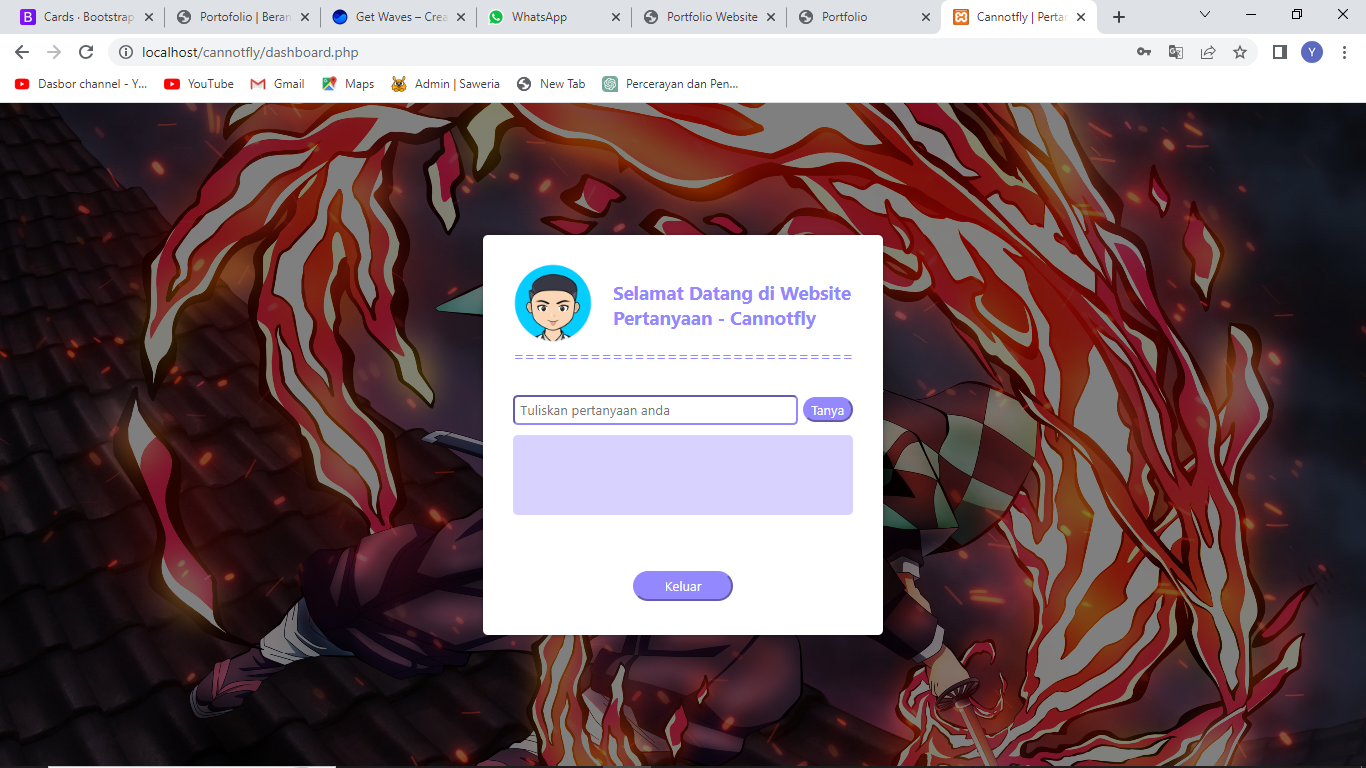 Cards · Bootstrap
Portofolio | Beran
Get Waves – Crea
WhatsApp
Portfolio Website
Portfolio
Cannotfly | Pertan
localhost/cannotfly/dashboard.php
Y
Dasbor channel - Y...
YouTube
Gmail
Maps
Admin | Saweria
New Tab
Percerayan dan Pen...
Selamat Datang di Website
Pertanyaan - Cannotfly
===============================
Tuliskan pertanyaan anda
Tanya
Keluar